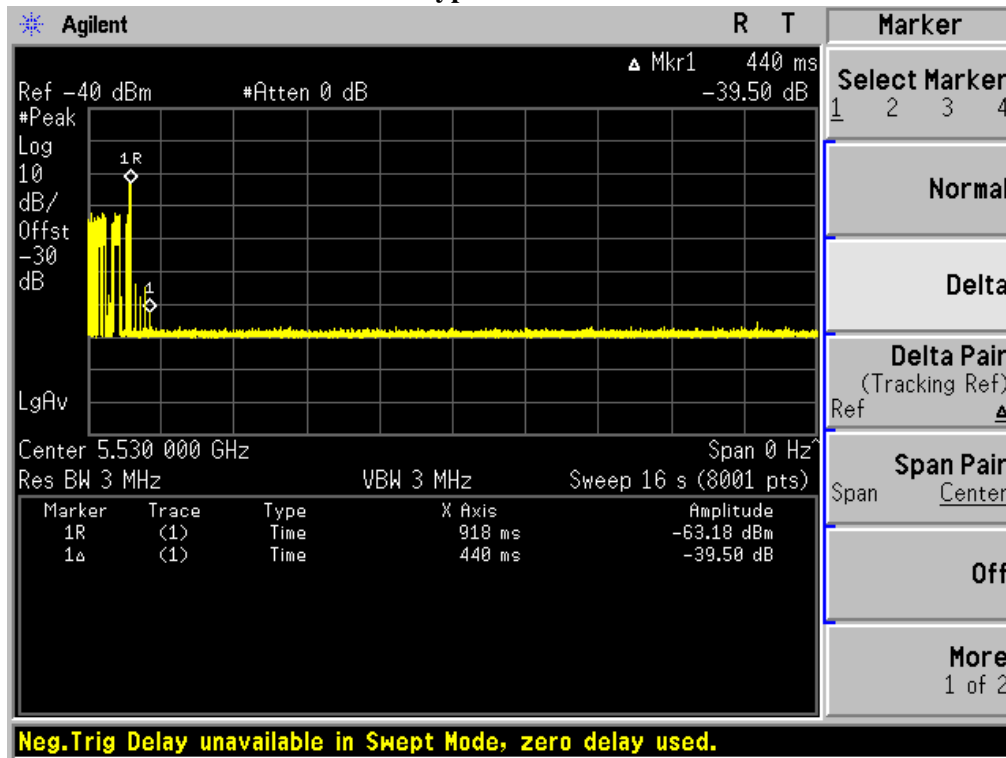 Agilent R T Marker
▵ Mkr1 440 ms
Ref -40 dBm #Atten 0 dB -39.50 dB
#Peak
Log
10
dB/
Offst
-30
dB
1R
1
LgAv
Center 5.530 000 GHz Span 0 Hz^
Res BW 3 MHz VBW 3 MHz Sweep 16 s (8001 pts)
Marker Trace Type X Axis Amplitude
1R (1) Time 918 ms -63.18 dBm
1▵ (1) Time 440 ms -39.50 dB
Select Marker
1 2 3 4
Normal
Delta
Delta Pair
(Tracking Ref)
Ref ▵
Span Pair
Span Center
Off
More
1 of 2
Neg.Trig Delay unavailable in Swept Mode, zero delay used.